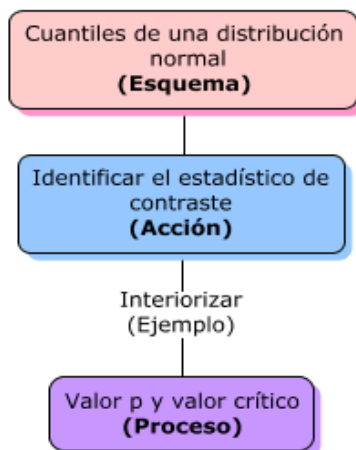 Cuantiles de una distribución
normal
(Esquema)
Identificar el estadístico de
contraste
(Acción)
Interiorizar
(Ejemplo)
Valor p y valor crítico
(Proceso)